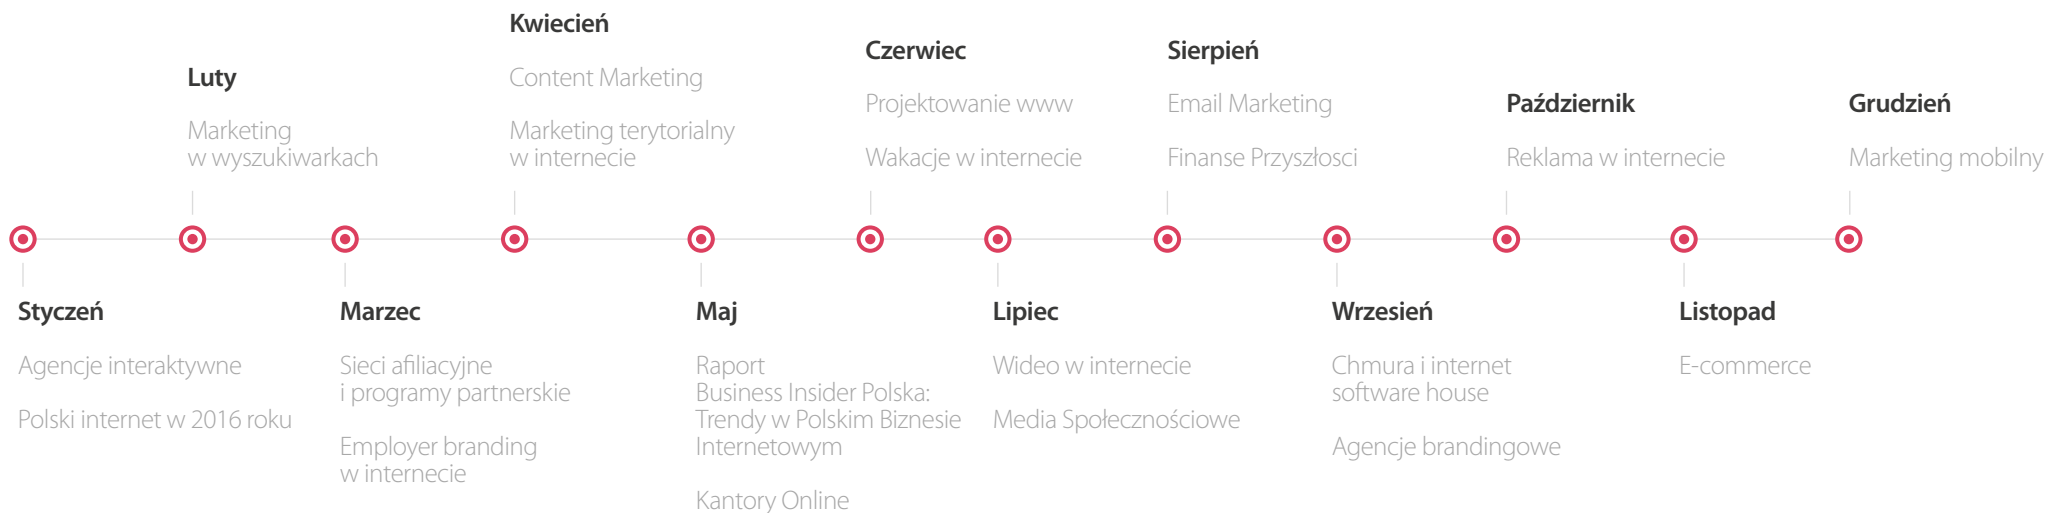 Kwiecień
Content Marketing
Marketing terytorialny
w internecie
Czerwiec
Projektowanie www
Wakacje w internecie
Sierpień
Email Marketing
Finanse Przyszłosci
Luty
Marketing
w wyszukiwarkach
Październik
Reklama w internecie
Grudzień
Marketing mobilny
Styczeń
Agencje interaktywne
Polski internet w 2016 roku
Marzec
Sieci afiliacyjne
i programy partnerskie
Employer branding
w internecie
Maj
Raport
Business Insider Polska:
Trendy w Polskim Biznesie
Internetowym
Kantory Online
Lipiec
Wideo w internecie
Media Społecznościowe
Wrzesień
Chmura i internet
software house
Agencje brandingowe
Listopad
E-commerce